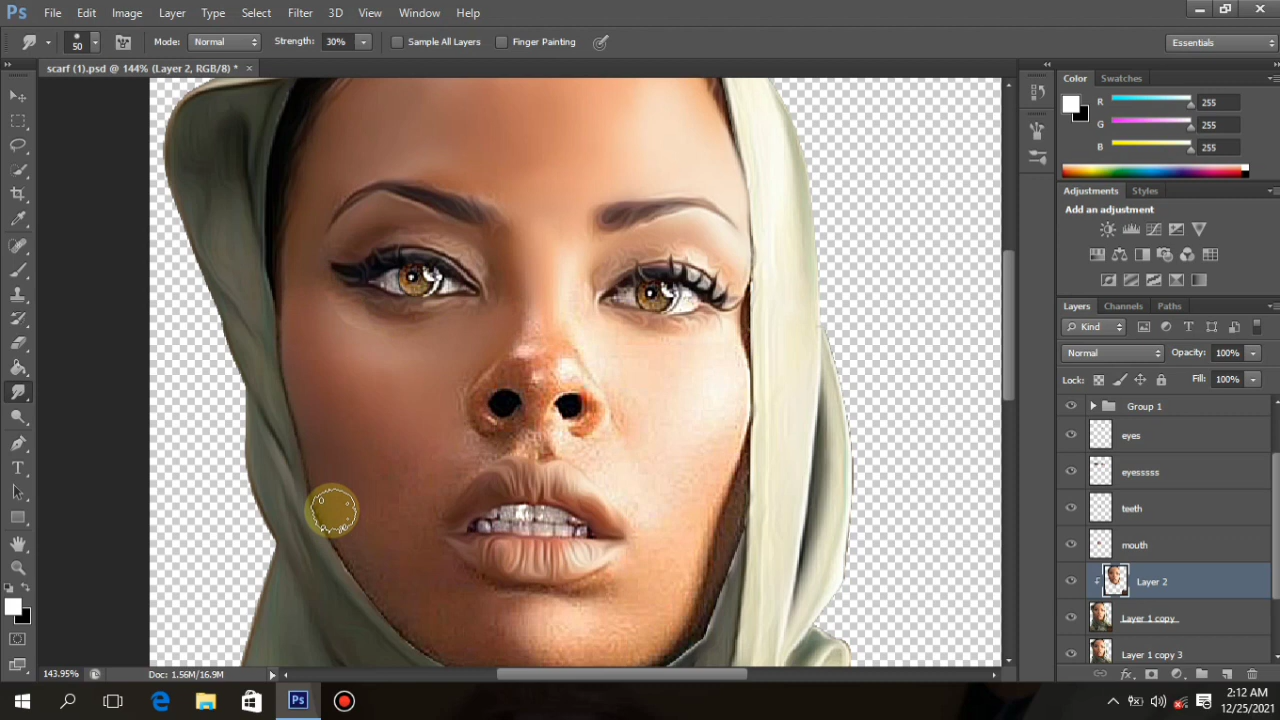 Ps File Edit Image Layer Type Select Filter 3D View Window Help
50 Mode: Normal Strength: 30% Sample All Layers Finger Painting Essentials
scarf (1).psd @ 144% (Layer 2, RGB/8) * ×
Color Swatches
R 255
G 255
B 255
Adjustments Styles
Add an adjustment
Layers Channels Paths
Kind
Normal Opacity: 100%
Lock: Fill: 100%
Group 1
eyes
eyesssss
teeth
mouth
Layer 2
Layer 1 copy
Layer 1 copy 3
143.95% Doc: 1.56M/16.9M
Ps
2:12 AM
12/25/2021